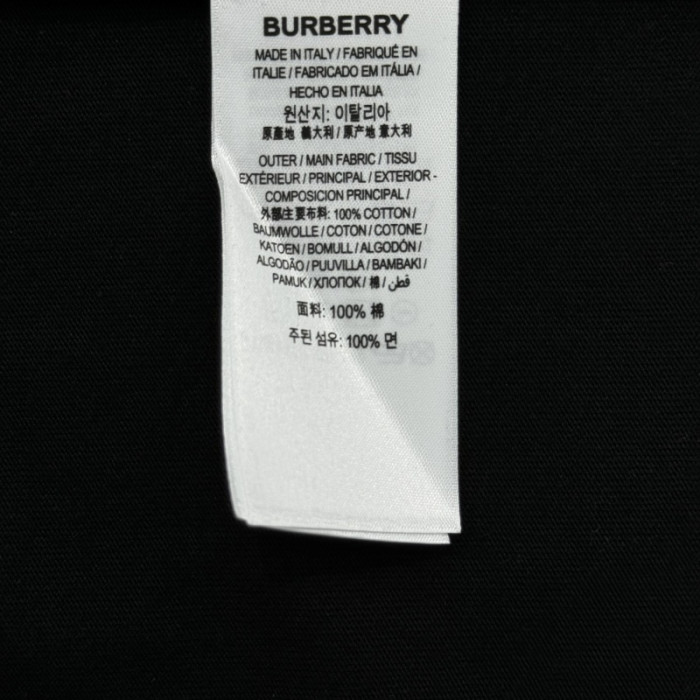 BURBERRY
MADE IN ITALY / FABRIQUÉ EN
ITALIE / FABRICADO EM ITÁLIA /
HECHO EN ITALIA
원산지: 이탈리아
原產地 義大利 / 原产地 意大利
OUTER / MAIN FABRIC / TISSU
EXTÉRIEUR / PRINCIPAL / EXTERIOR -
COMPOSICION PRINCIPAL /
外部主要布料: 100% COTTON /
BAUMWOLLE / COTON / COTONE /
KATOEN / BOMULL / ALGODÓN /
ALGODÃO / PUUVILLA / BAMBAKI /
PAMUK / ХЛОПОК / 棉 / قطن
面料: 100% 棉
주된 섬유: 100% 면